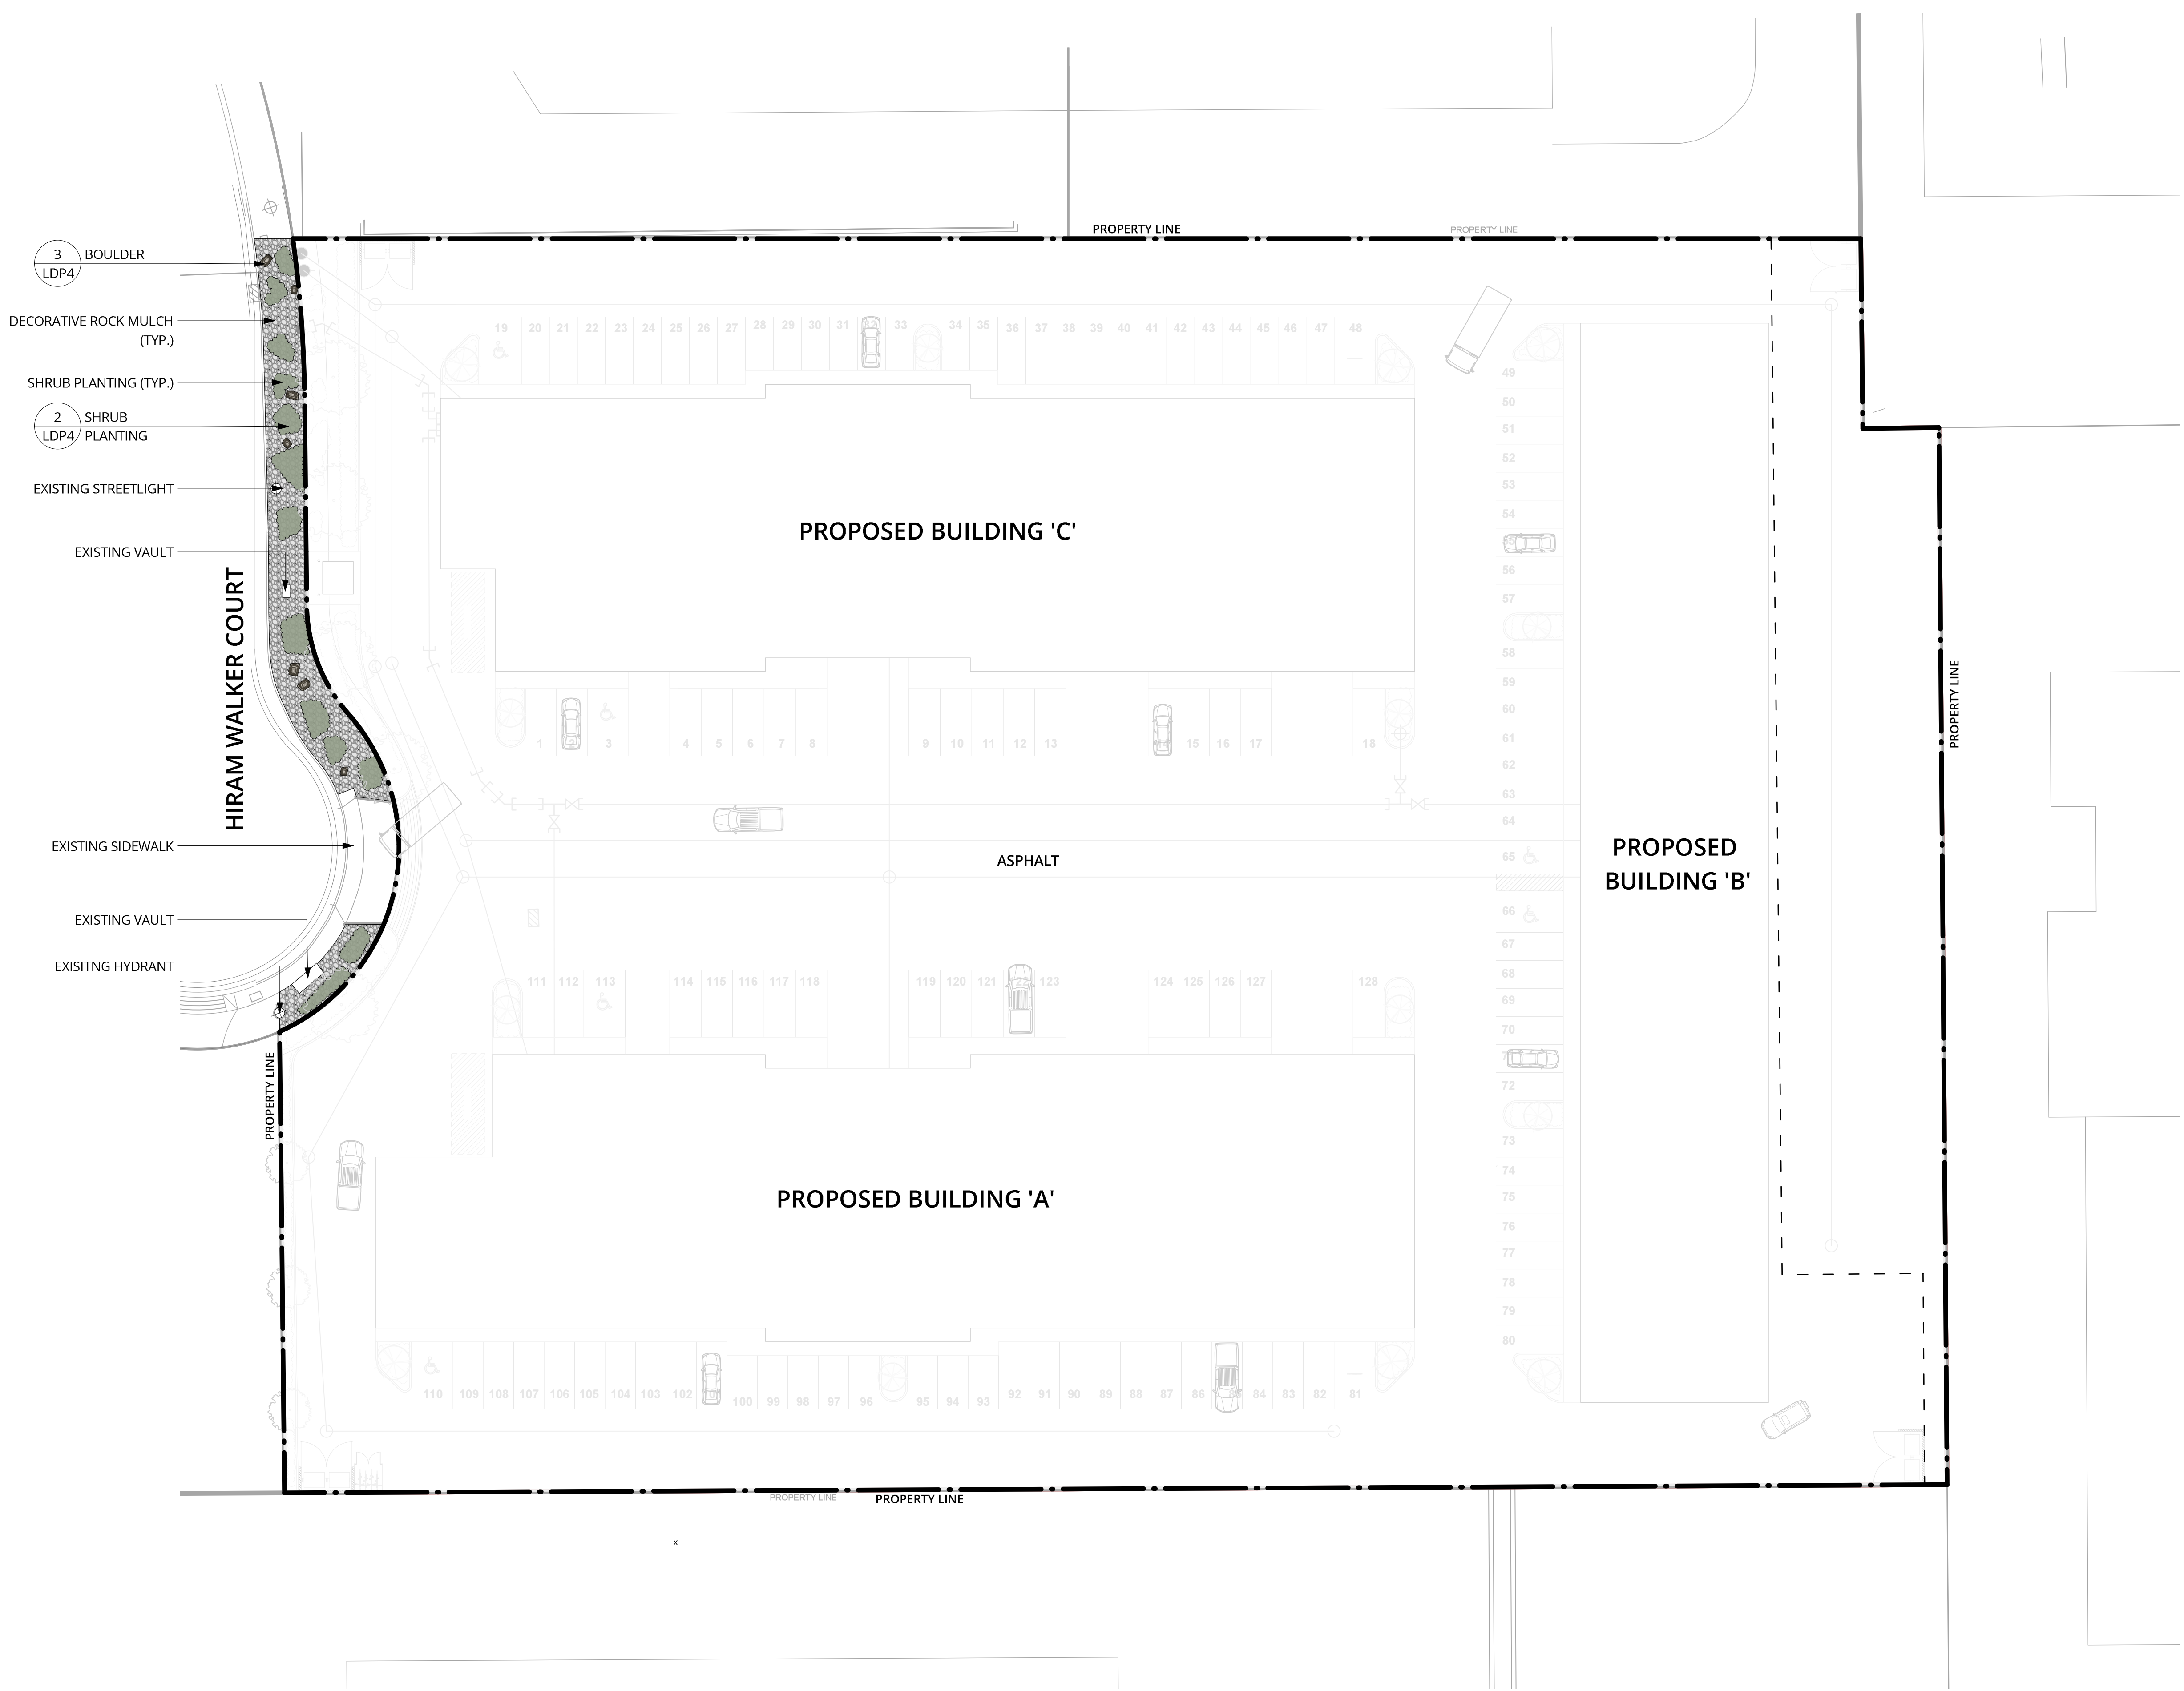 PROPERTY LINE
PROPERTY LINE
3
LDP4
BOULDER
DECORATIVE ROCK MULCH
(TYP.)
SHRUB PLANTING (TYP.)
2
LDP4
SHRUB
PLANTING
EXISTING STREETLIGHT
EXISTING VAULT
HIRAM WALKER COURT
EXISTING SIDEWALK
EXISTING VAULT
EXISITNG HYDRANT
PROPERTY LINE
19 20 21 22 23 24 25 26 27 28 29 30 31 32 33 34 35 36 37 38 39 40 41 42 43 44 45 46 47 48
PROPOSED BUILDING 'C'
1 2 3 4 5 6 7 8 9 10 11 12 13 15 16 17 18
ASPHALT
49
50
51
52
53
54
56
57
58
59
60
61
62
63
64
65
66
67
68
69
70
72
73
74
75
76
77
78
79
80
PROPOSED
BUILDING 'B'
PROPERTY LINE
111 112 113 114 115 116 117 118 119 120 121 122 123 124 125 126 127 128
PROPOSED BUILDING 'A'
110 109 108 107 106 105 104 103 102 100 99 98 97 96 95 94 93 92 91 90 89 88 87 86 84 83 82 81
PROPERTY LINE
PROPERTY LINE
x